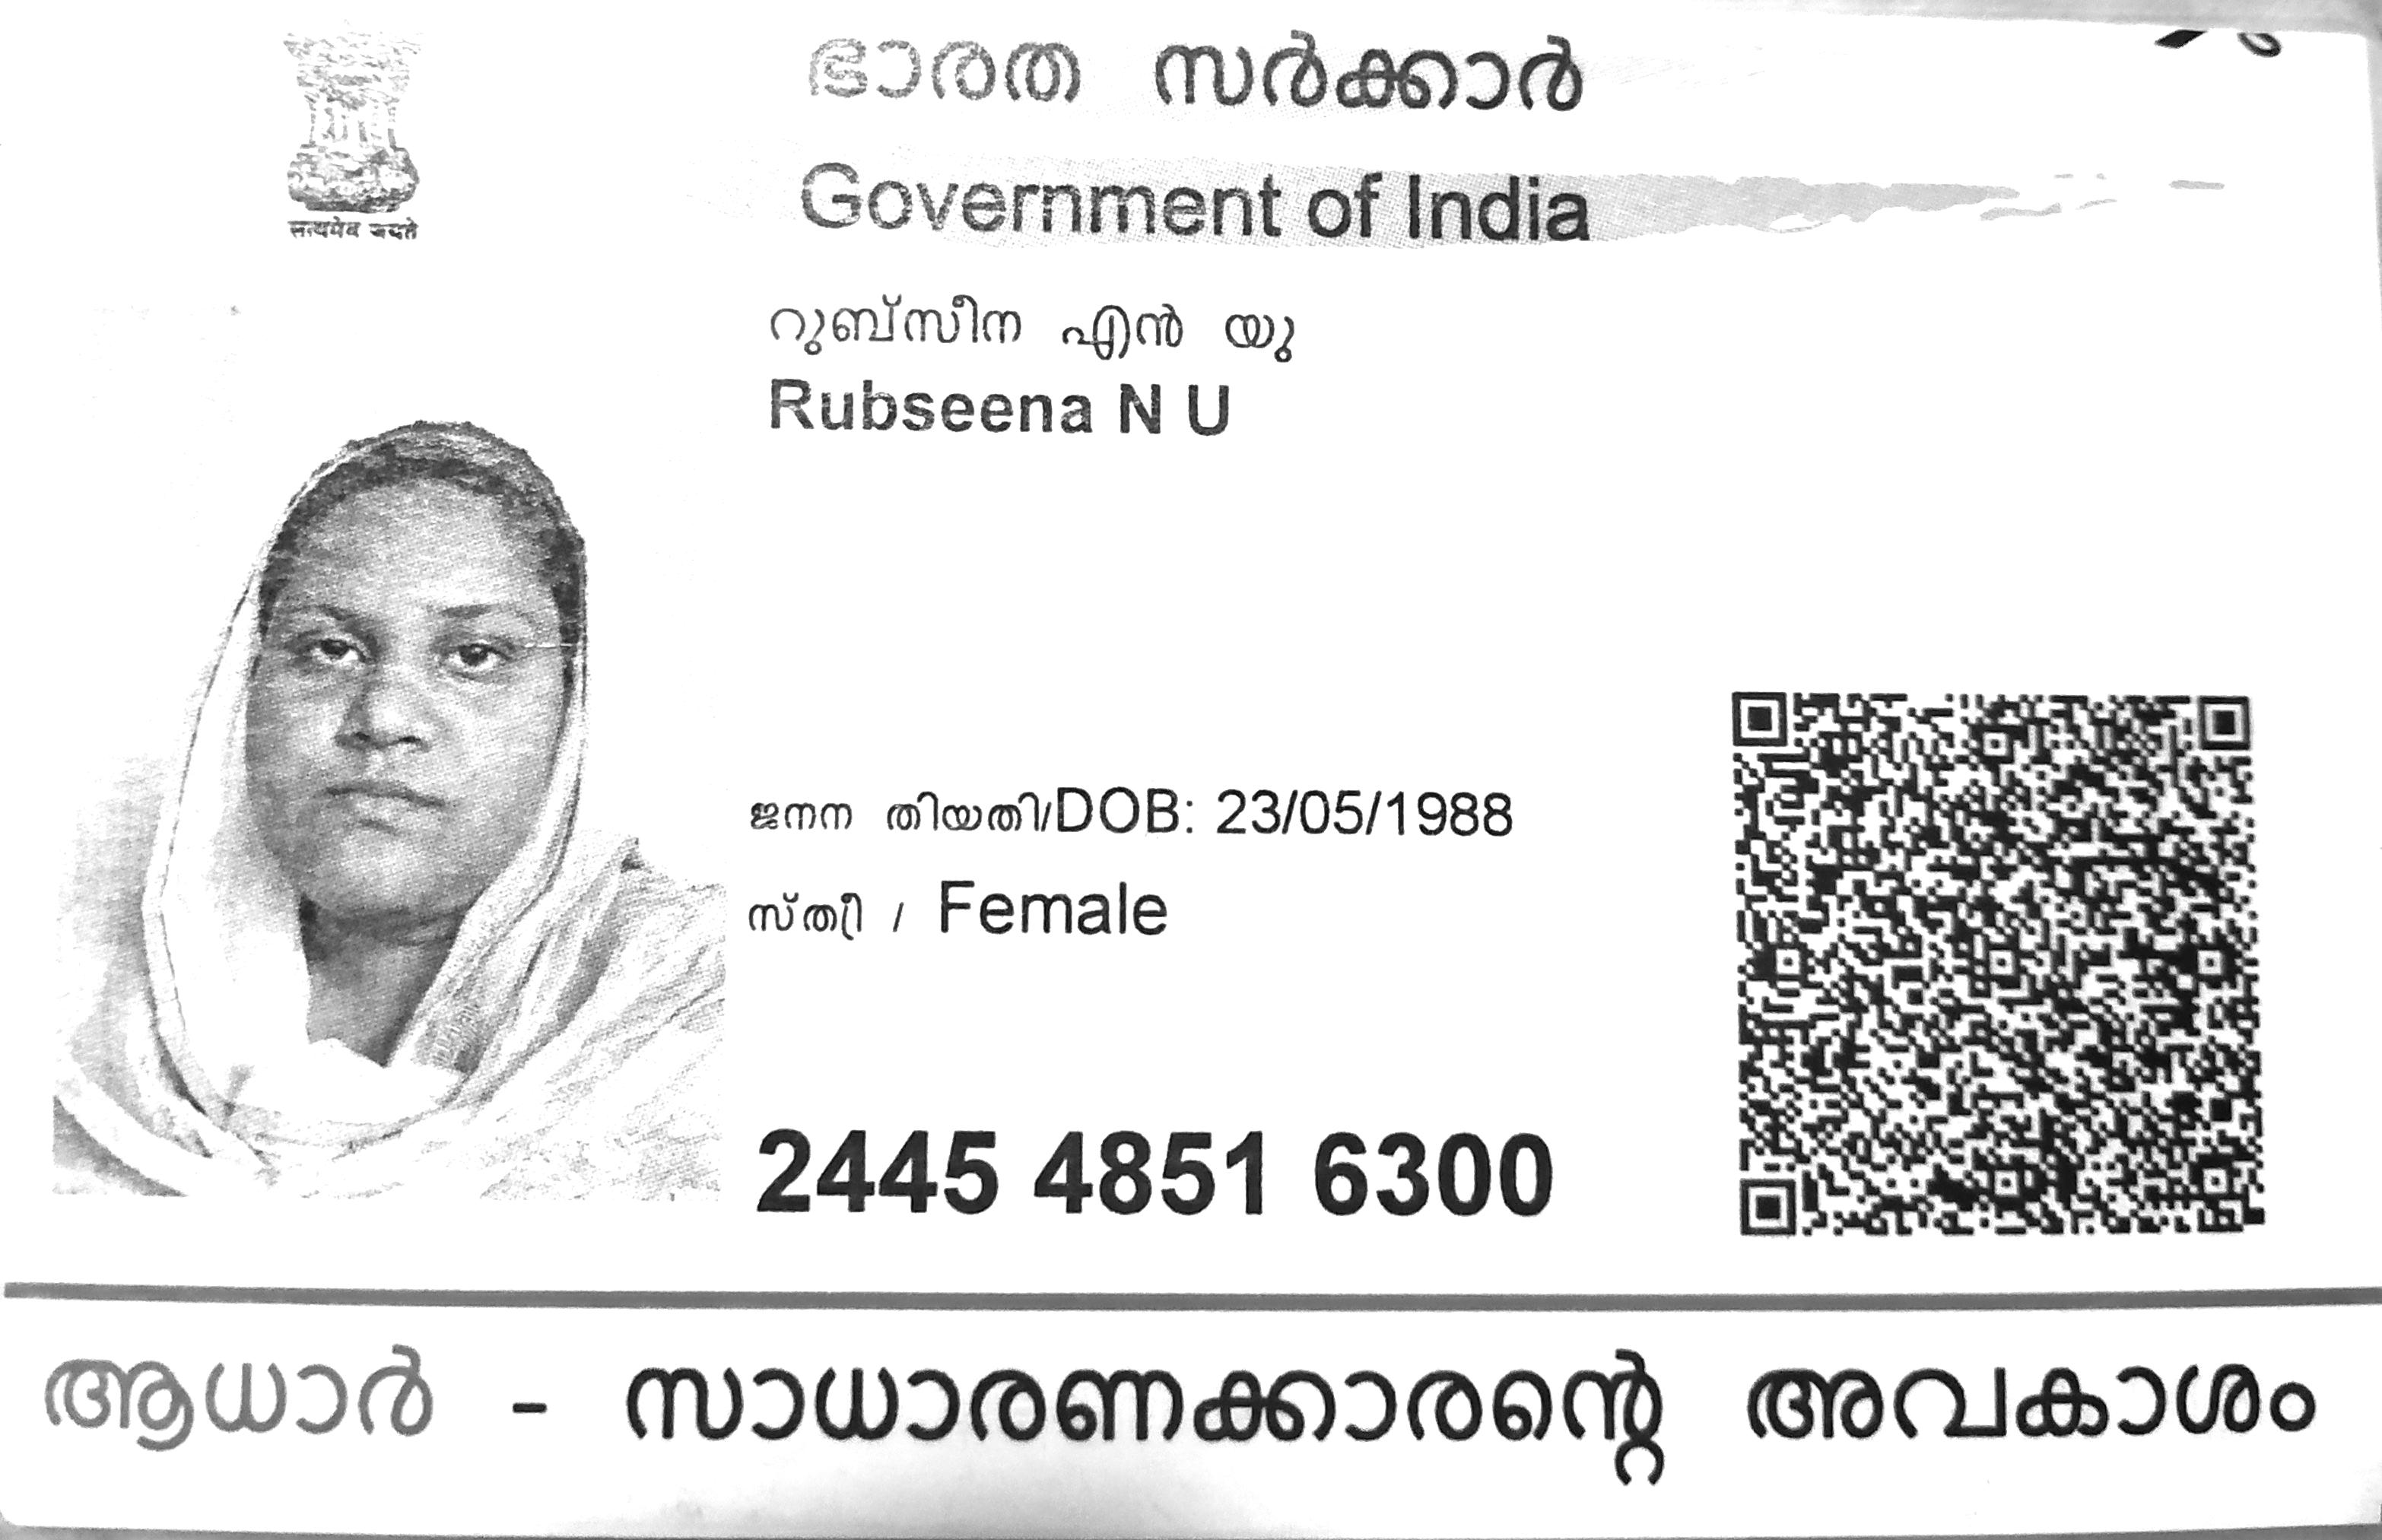 ഭാരത സർക്കാർ
Government of India
सत्यमेव जयते
റുബ്സീന എൻ യു
Rubseena N U
ജനന തിയതി/DOB: 23/05/1988
സ്ത്രീ / Female
2445 4851 6300
ആധാർ - സാധാരണക്കാരന്റെ അവകാശം